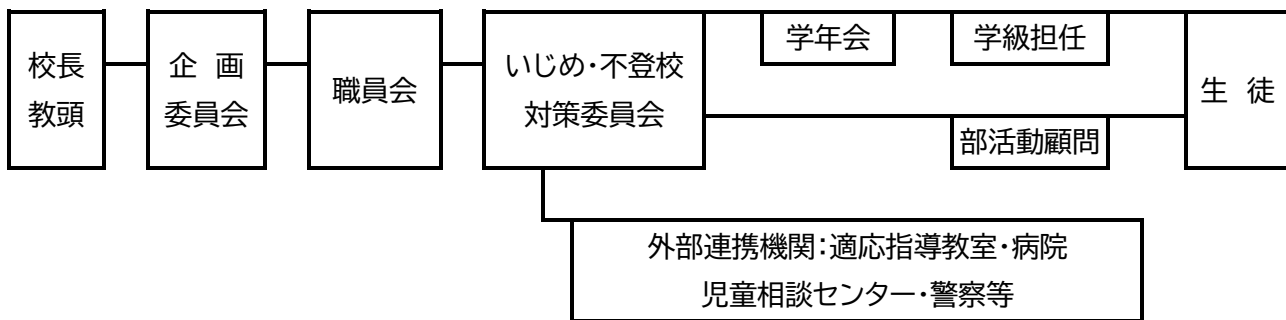 校長
教頭
企 画
委員会
職員会
いじめ・不登校
対策委員会
学年会
学級担任
部活動顧問
生 徒
外部連携機関：適応指導教室・病院
児童相談センター・警察等